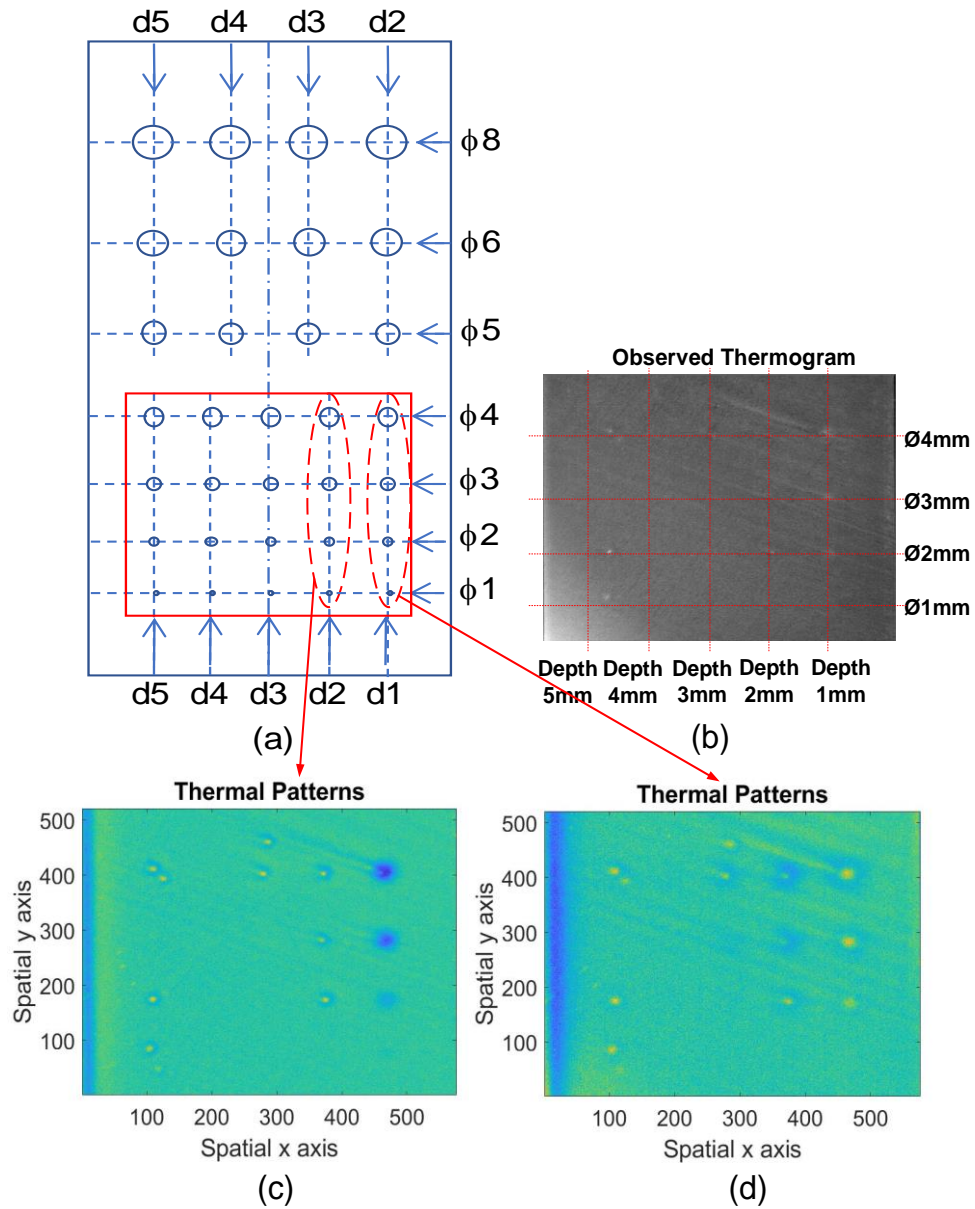 d5 d4 d3 d2
ϕ8
ϕ6
ϕ5
ϕ4
ϕ3
ϕ2
ϕ1
d5 d4 d3 d2 d1
(a)
Observed Thermogram
Ø4mm
Ø3mm
Ø2mm
Ø1mm
Depth Depth Depth Depth Depth
5mm 4mm 3mm 2mm 1mm
(b)
Thermal Patterns
500
400
300
200
100
Spatial y axis
100 200 300 400 500
Spatial x axis
(c)
Thermal Patterns
500
400
300
200
100
Spatial y axis
100 200 300 400 500
Spatial x axis
(d)